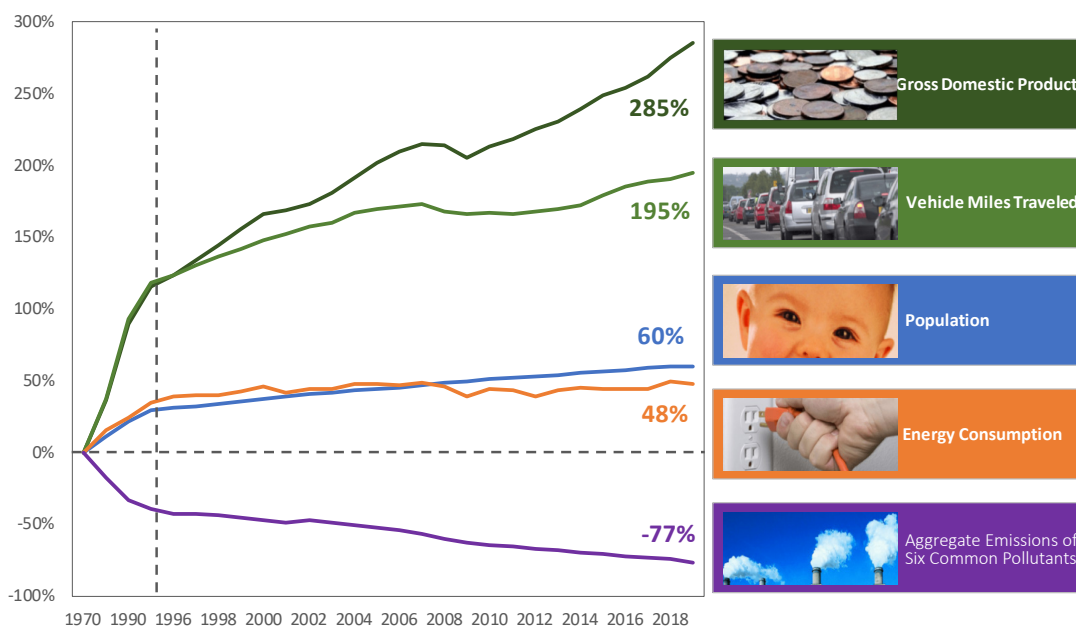 300%
250%
200%
150%
100%
50%
0%
-50%
-100%
1970 1990 1996 1998 2000 2002 2004 2006 2008 2010 2012 2014 2016 2018
285%
195%
60%
48%
-77%
Gross Domestic Product
Vehicle Miles Traveled
Population
Energy Consumption
Aggregate Emissions of
Six Common Pollutants